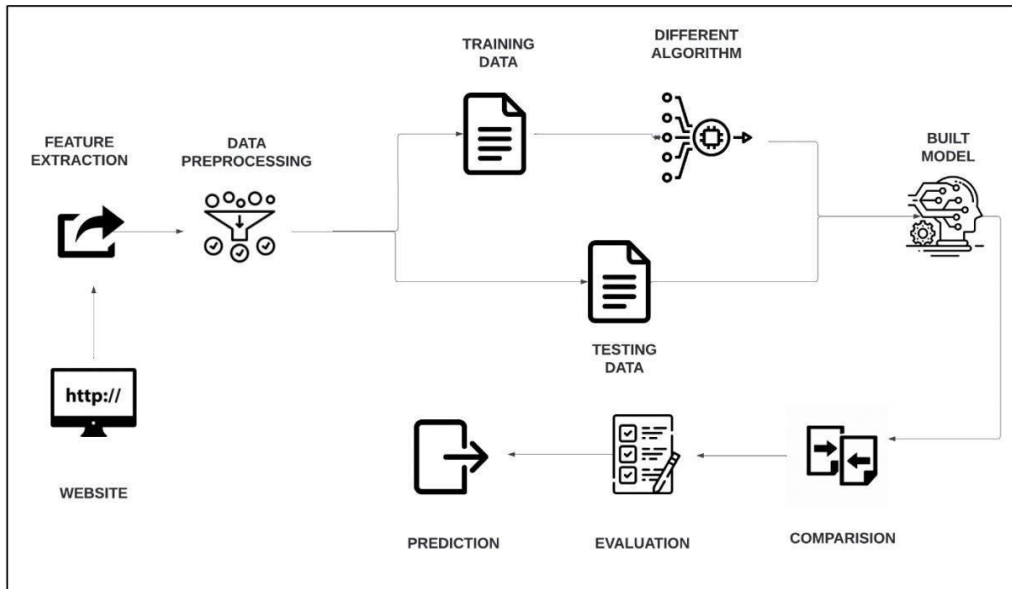 TRAINING
DATA
DIFFERENT
ALGORITHM
FEATURE
EXTRACTION
DATA
PREPROCESSING
BUILT
MODEL
http://
WEBSITE
TESTING
DATA
PREDICTION
EVALUATION
COMPARISION